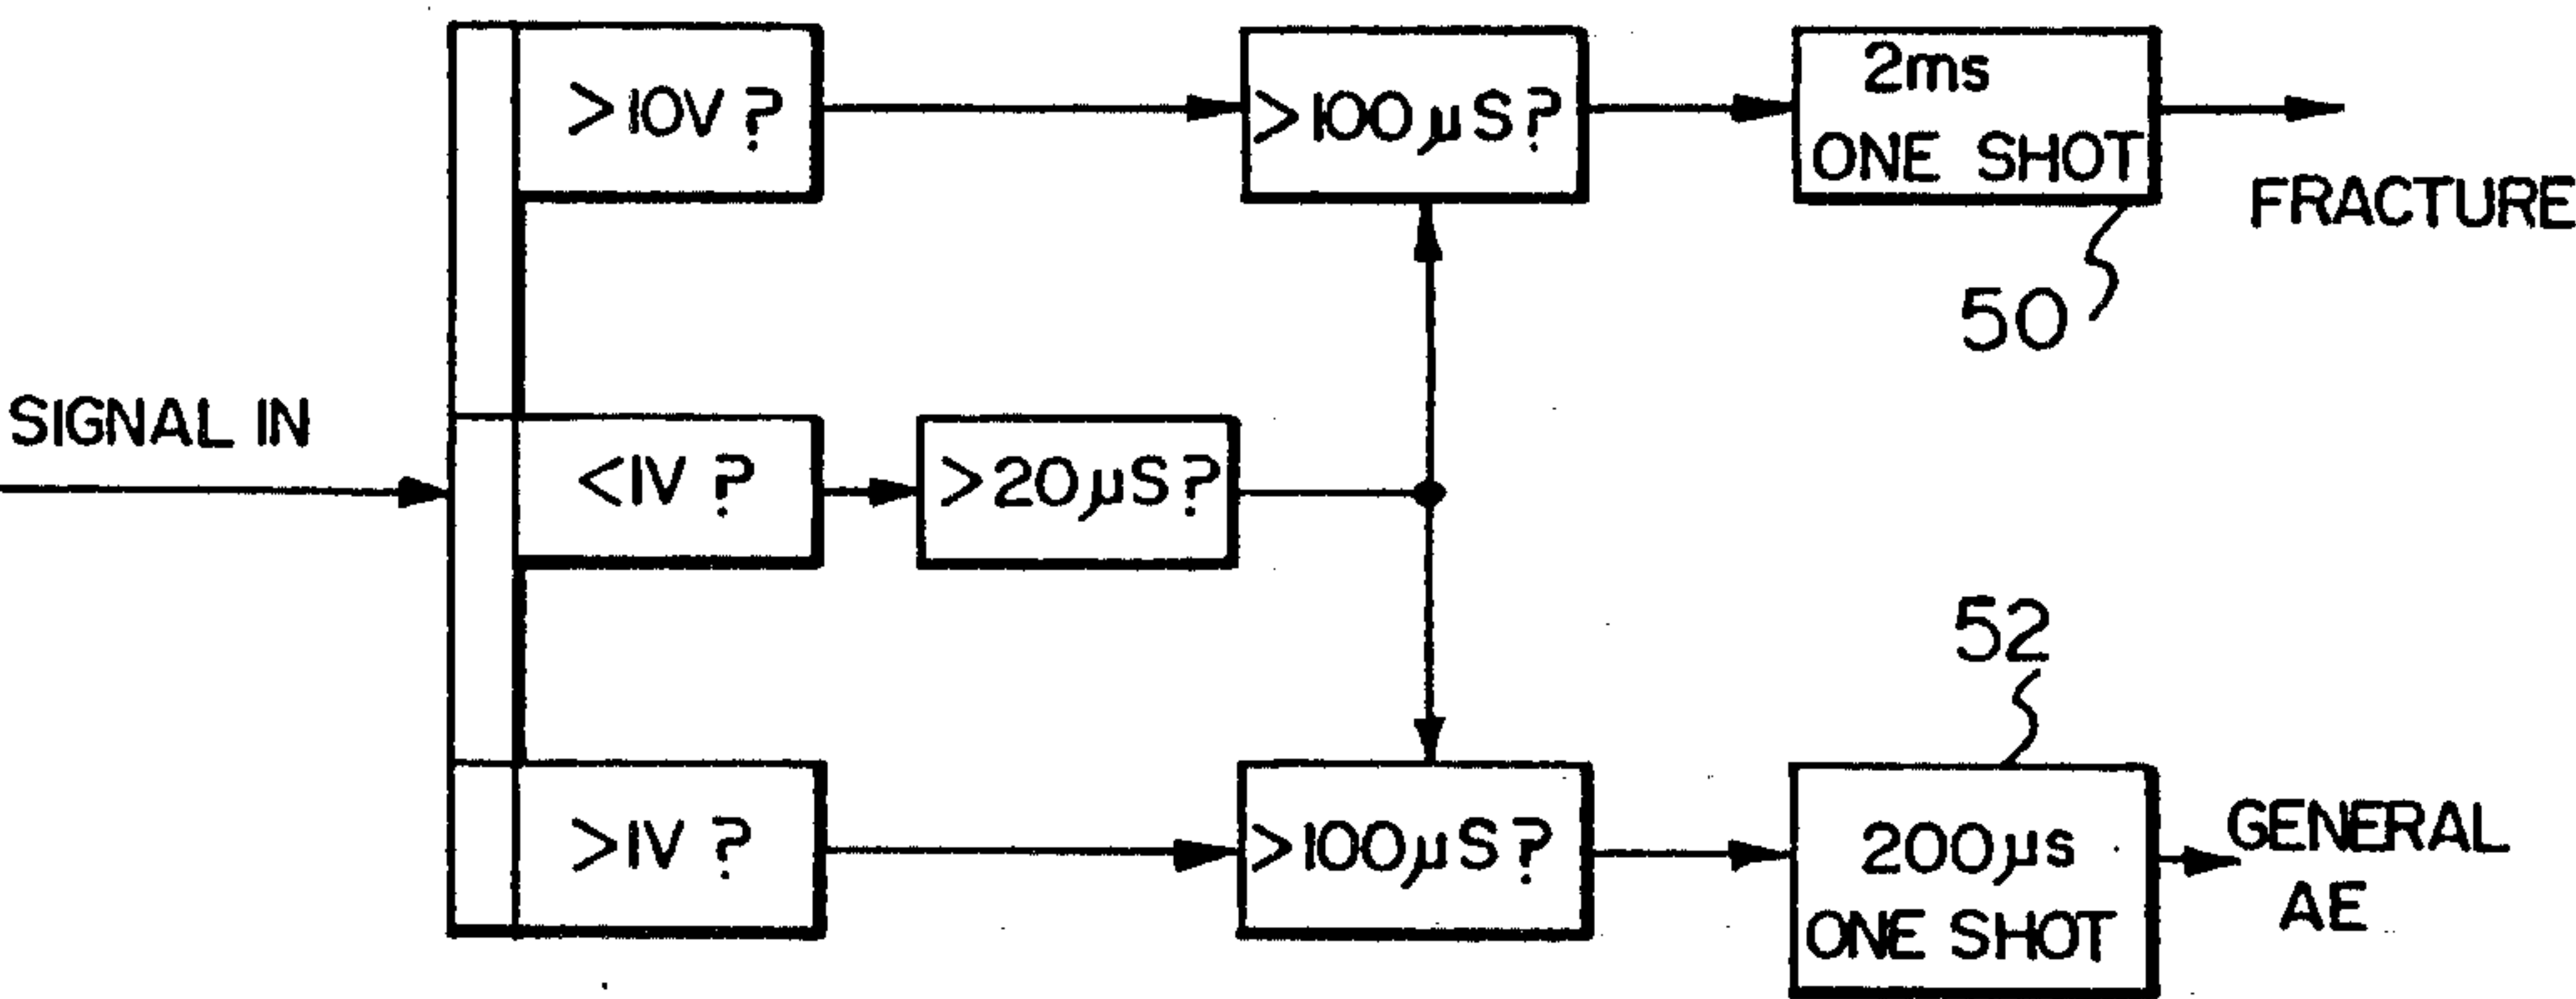 >10V ?
>100μS?
2ms
ONE SHOT
FRACTURE
50
SIGNAL IN
<1V ?
>20μS?
52
>1V ?
>100μS?
200μs
ONE SHOT
GENERAL
AE